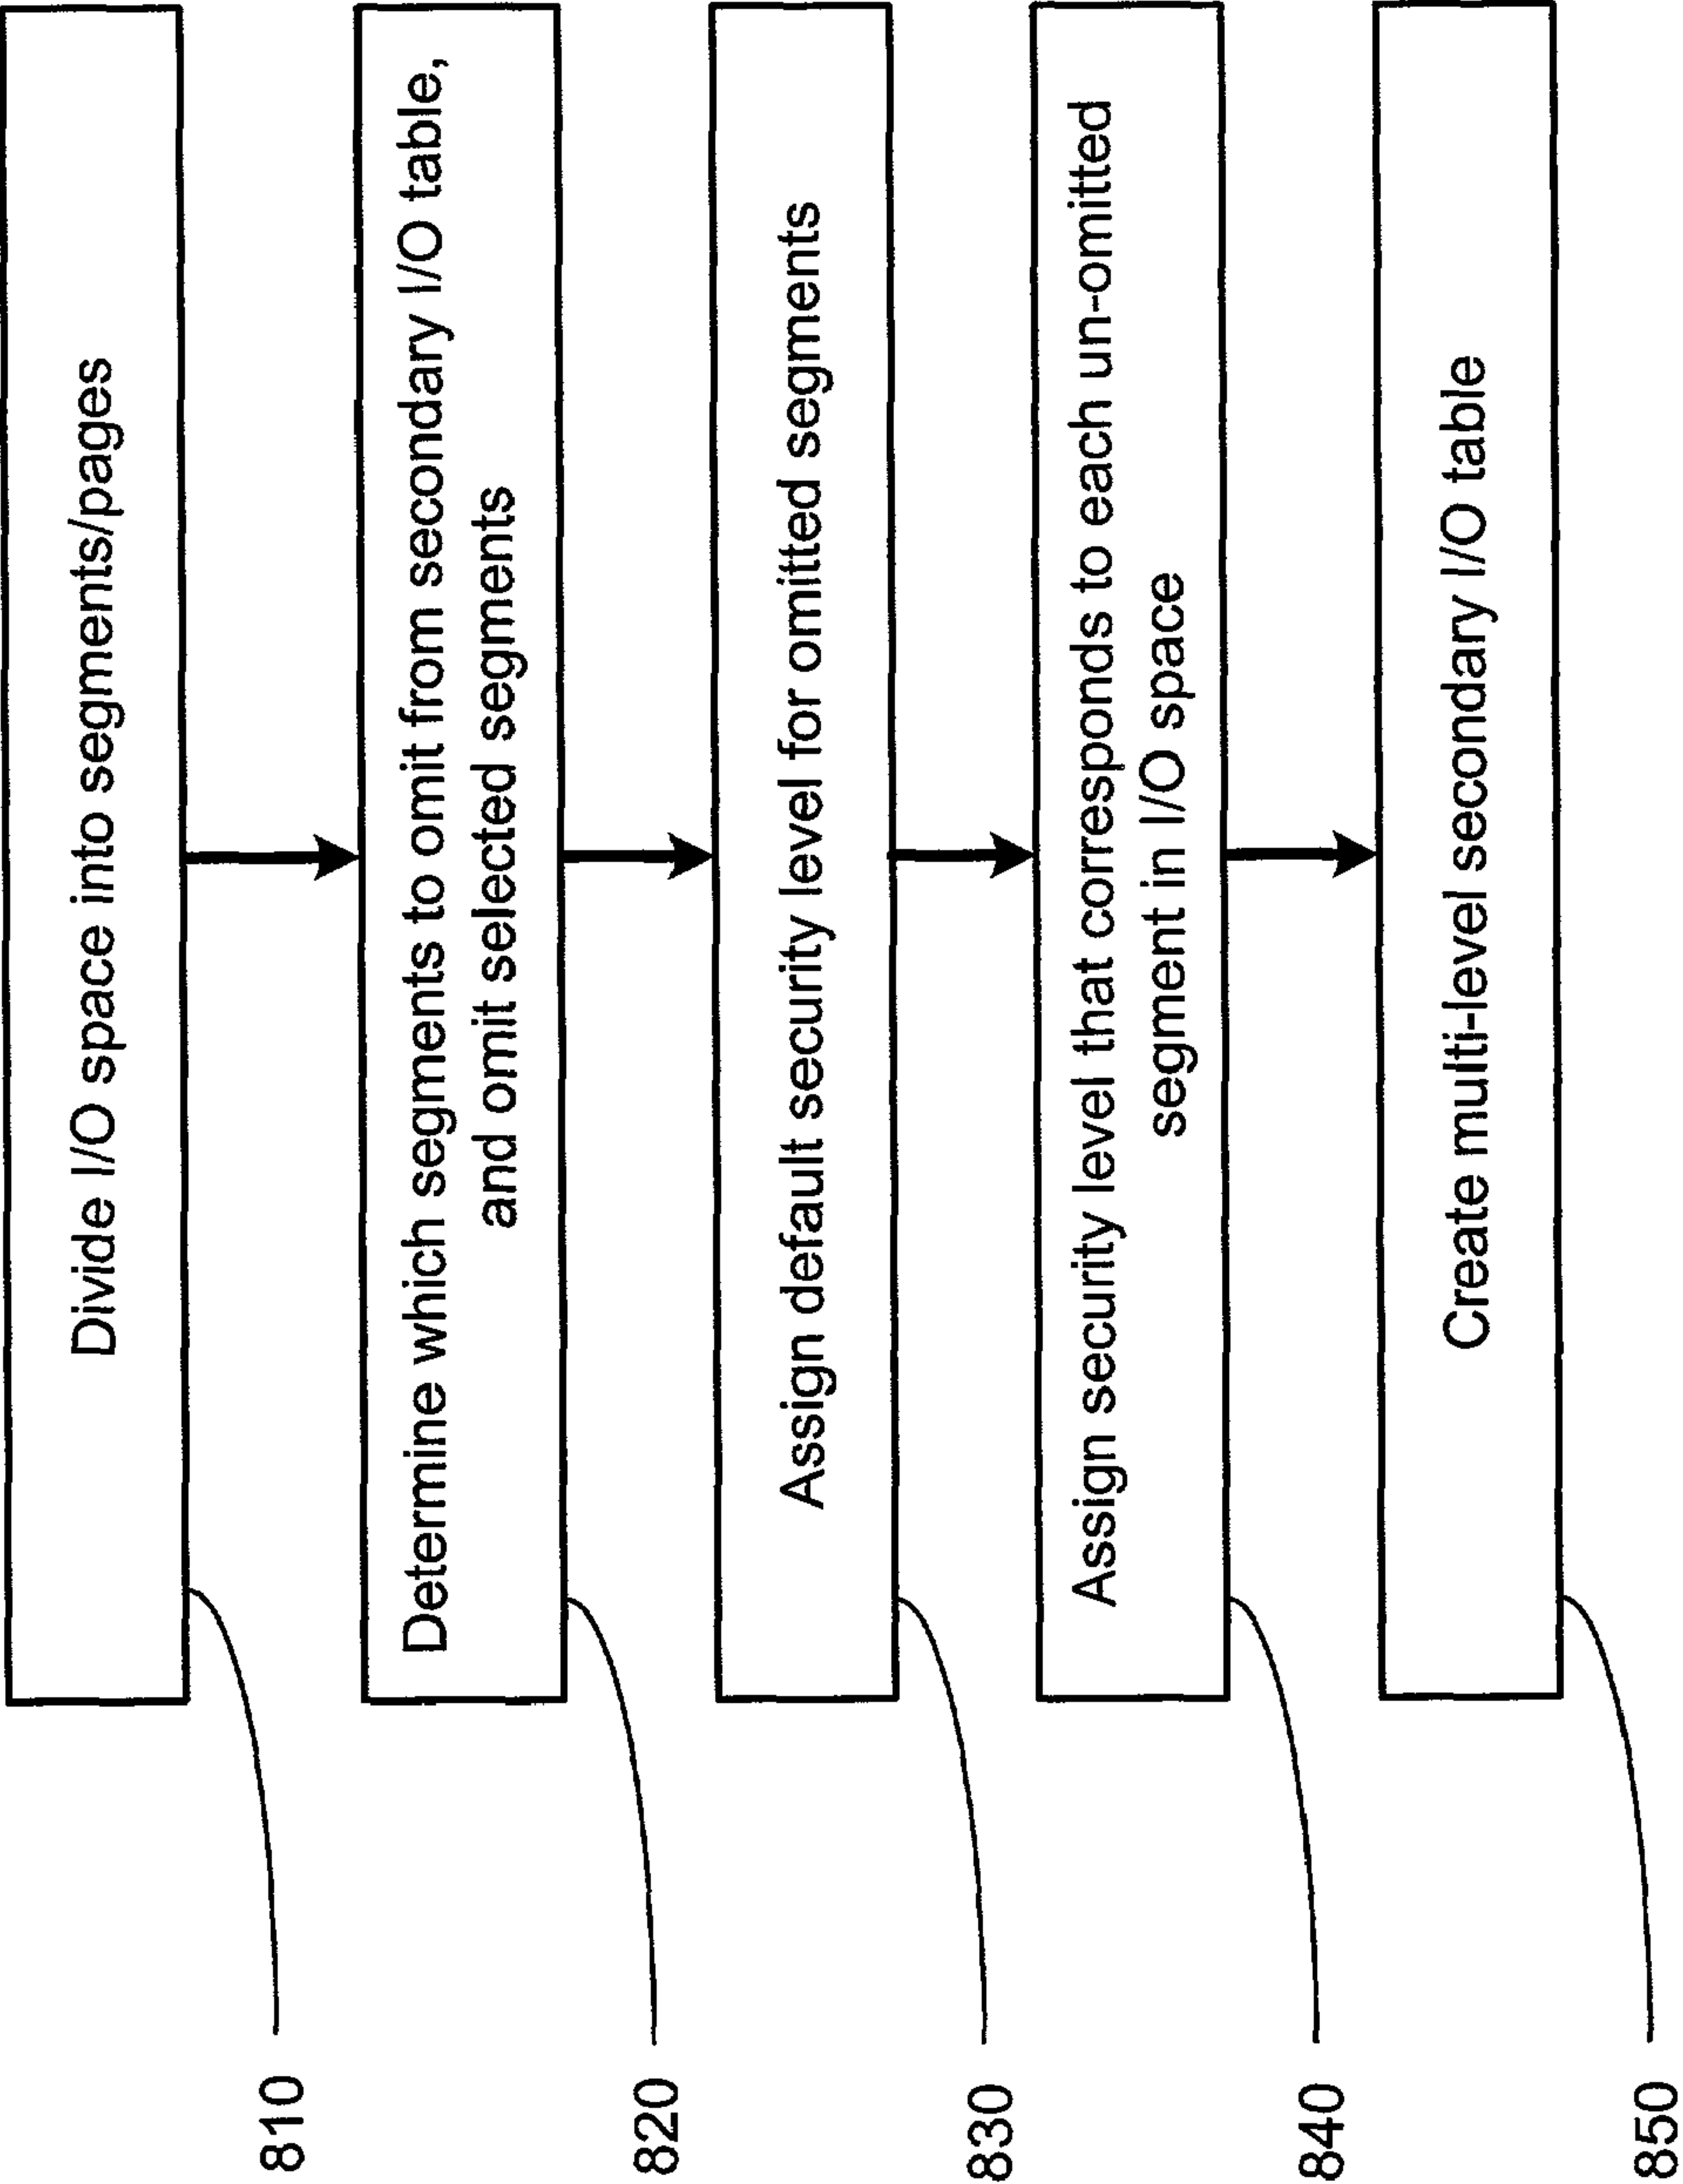 Divide I/O space into segments/pages
810
Determine which segments to omit from secondary I/O table,
and omit selected segments
820
Assign default security level for omitted segments
830
Assign security level that corresponds to each un-omitted
segment in I/O space
840
Create multi-level secondary I/O table
850